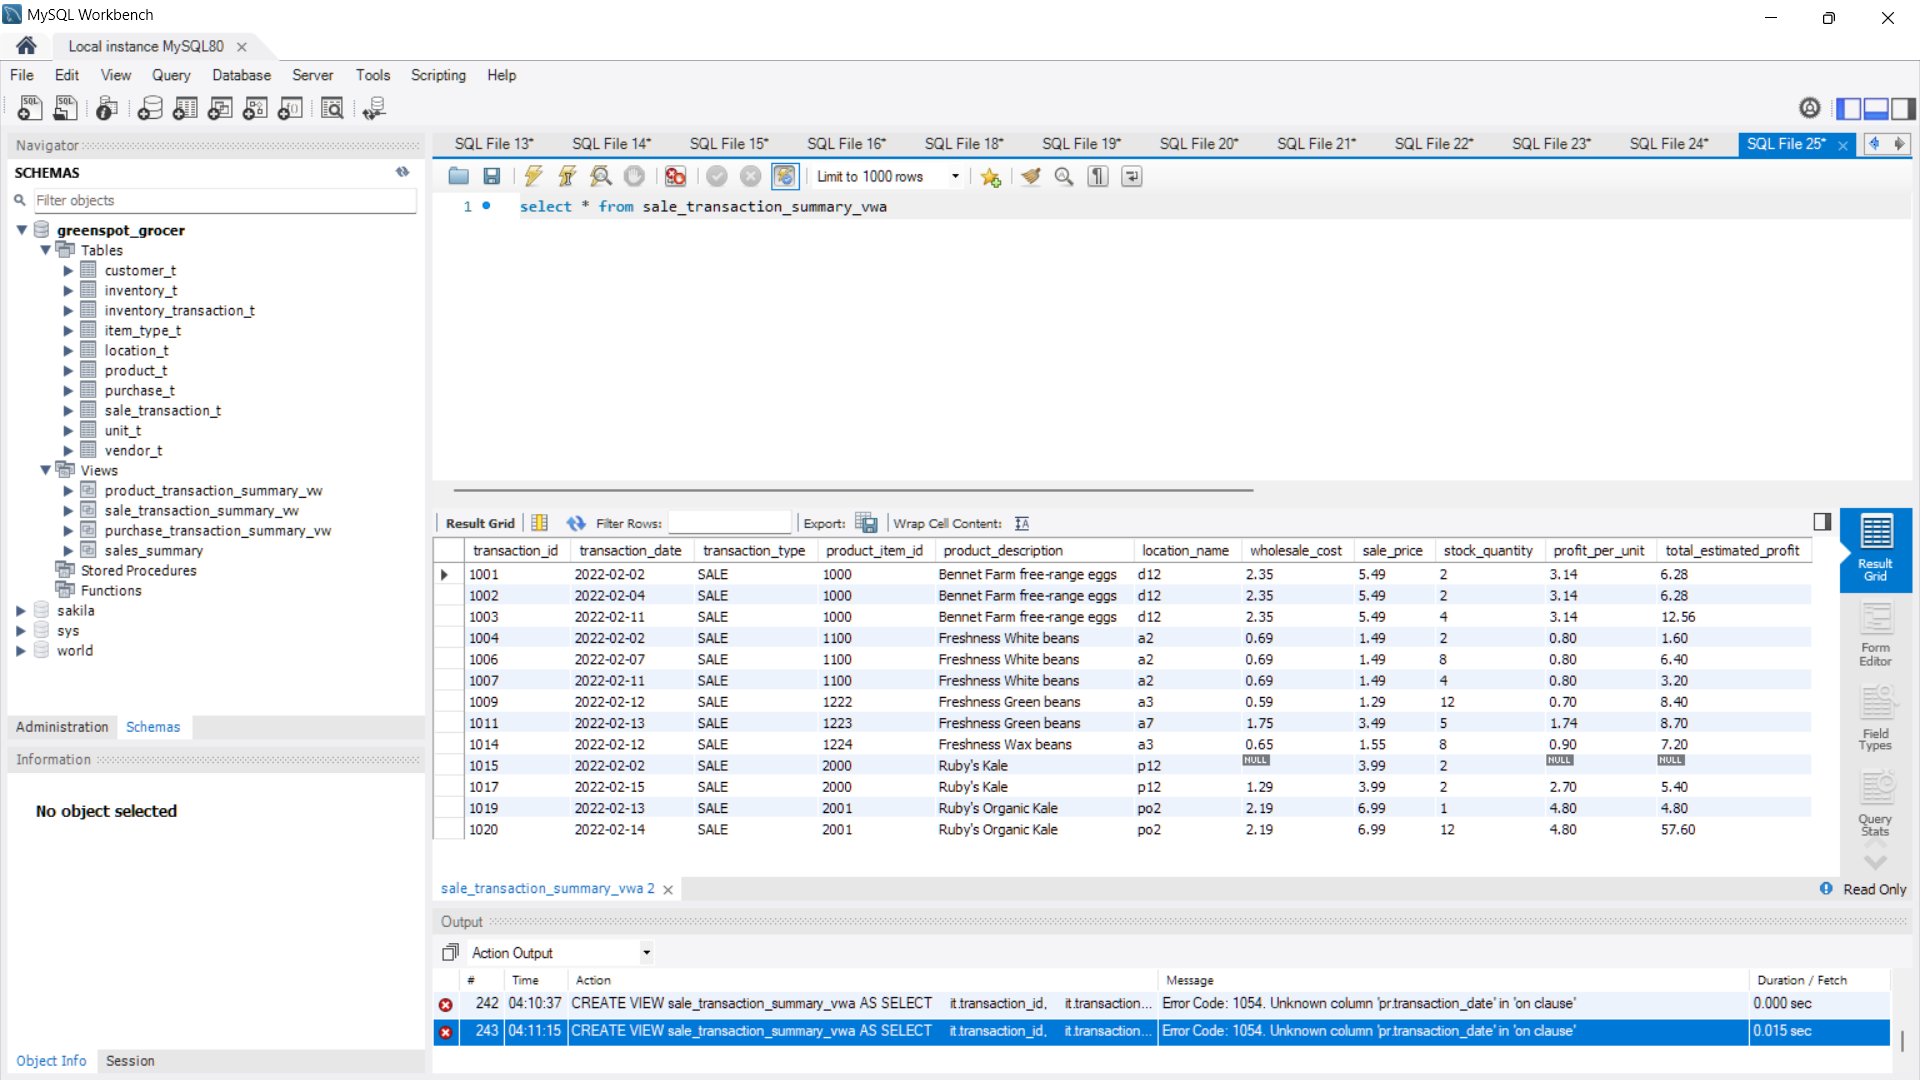 MySQL Workbench
Local instance MySQL80
File Edit View Query Database Server Tools Scripting Help
Navigator
SCHEMAS
Filter objects
greenspot_grocer
Tables
customer_t
inventory_t
inventory_transaction_t
item_type_t
location_t
product_t
purchase_t
sale_transaction_t
unit_t
vendor_t
Views
product_transaction_summary_vw
sale_transaction_summary_vw
purchase_transaction_summary_vw
sales_summary
Stored Procedures
Functions
sakila
sys
world
Administration Schemas
Information
No object selected
Object Info Session
SQL File 13* SQL File 14* SQL File 15* SQL File 16* SQL File 18* SQL File 19* SQL File 20* SQL File 21* SQL File 22* SQL File 23* SQL File 24* SQL File 25*
Limit to 1000 rows
1 select * from sale_transaction_summary_vwa
Result Grid Filter Rows: Export: Wrap Cell Content:
transaction_id transaction_date transaction_type product_item_id product_description location_name wholesale_cost sale_price stock_quantity profit_per_unit total_estimated_profit
1001 2022-02-02 SALE 1000 Bennet Farm free-range eggs d12 2.35 5.49 2 3.14 6.28
1002 2022-02-04 SALE 1000 Bennet Farm free-range eggs d12 2.35 5.49 2 3.14 6.28
1003 2022-02-11 SALE 1000 Bennet Farm free-range eggs d12 2.35 5.49 4 3.14 12.56
1004 2022-02-02 SALE 1100 Freshness White beans a2 0.69 1.49 2 0.80 1.60
1006 2022-02-07 SALE 1100 Freshness White beans a2 0.69 1.49 8 0.80 6.40
1007 2022-02-11 SALE 1100 Freshness White beans a2 0.69 1.49 4 0.80 3.20
1009 2022-02-12 SALE 1222 Freshness Green beans a3 0.59 1.29 12 0.70 8.40
1011 2022-02-13 SALE 1223 Freshness Green beans a7 1.75 3.49 5 1.74 8.70
1014 2022-02-12 SALE 1224 Freshness Wax beans a3 0.65 1.55 8 0.90 7.20
1015 2022-02-02 SALE 2000 Ruby's Kale p12 NULL 3.99 2 NULL NULL
1017 2022-02-15 SALE 2000 Ruby's Kale p12 1.29 3.99 2 2.70 5.40
1019 2022-02-13 SALE 2001 Ruby's Organic Kale po2 2.19 6.99 1 4.80 4.80
1020 2022-02-14 SALE 2001 Ruby's Organic Kale po2 2.19 6.99 12 4.80 57.60
Result
Grid
Form
Editor
Field
Types
Query
Stats
sale_transaction_summary_vwa 2
Read Only
Output
Action Output
# Time Action Message Duration / Fetch
242 04:10:37 CREATE VIEW sale_transaction_summary_vwa AS SELECT it.transaction_id, it.transaction... Error Code: 1054. Unknown column 'pr.transaction_date' in 'on clause' 0.000 sec
243 04:11:15 CREATE VIEW sale_transaction_summary_vwa AS SELECT it.transaction_id, it.transaction... Error Code: 1054. Unknown column 'pr.transaction_date' in 'on clause' 0.015 sec